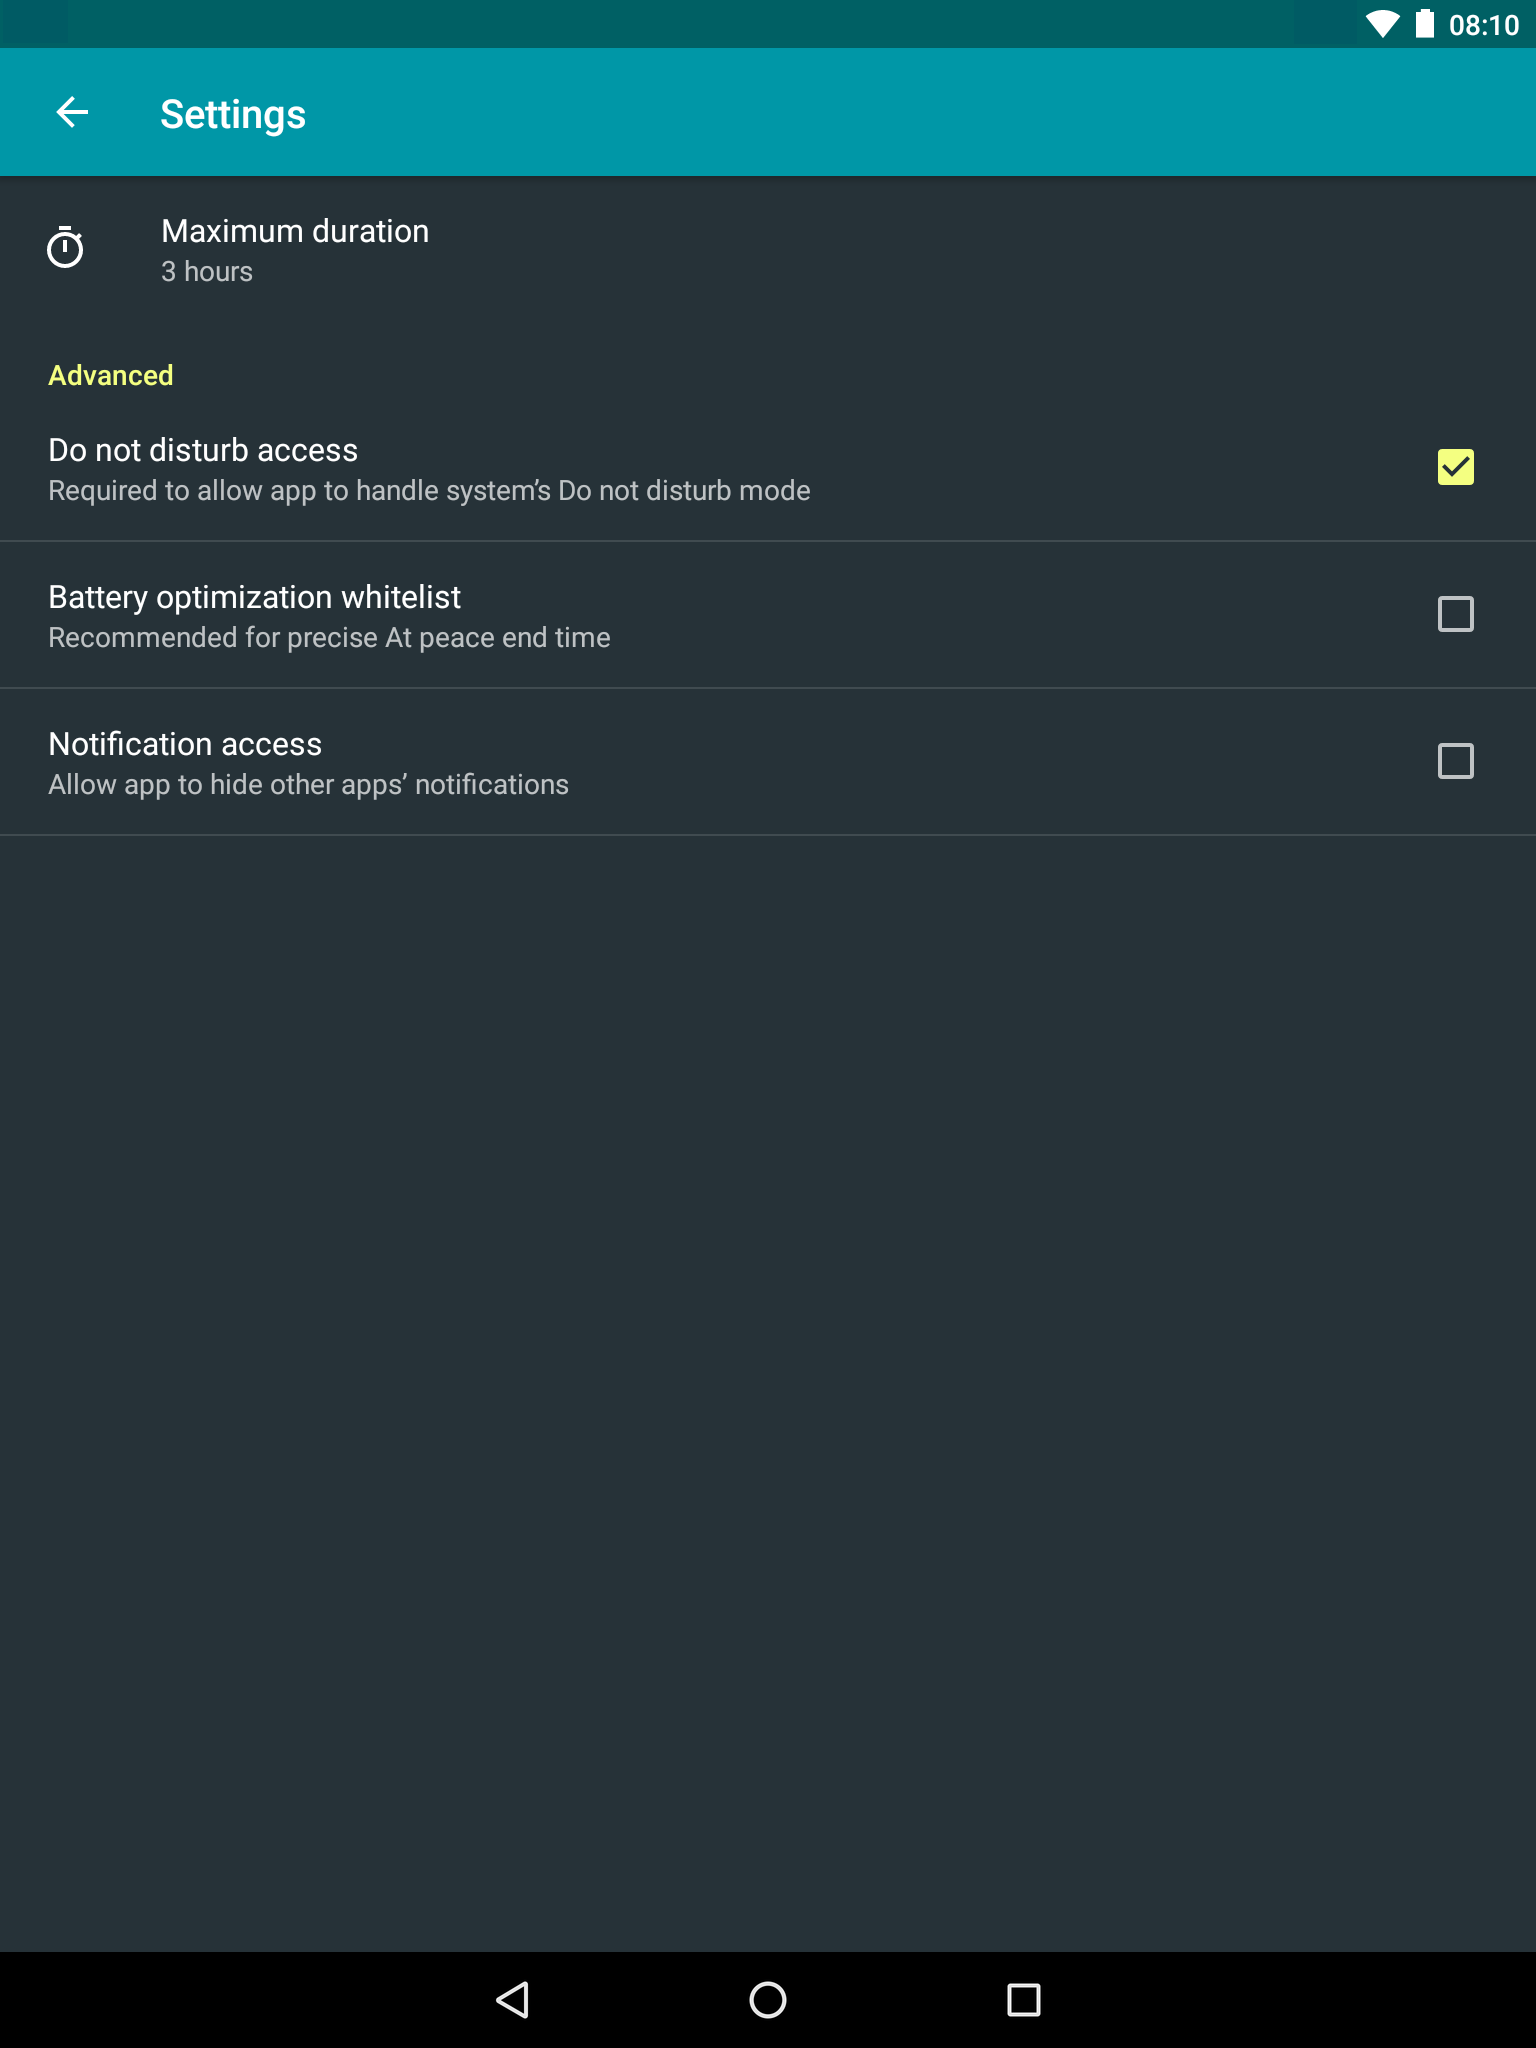 08:10
Settings
Maximum duration
3 hours
Advanced
Do not disturb access
Required to allow app to handle system’s Do not disturb mode
Battery optimization whitelist
Recommended for precise At peace end time
Notification access
Allow app to hide other apps’ notifications